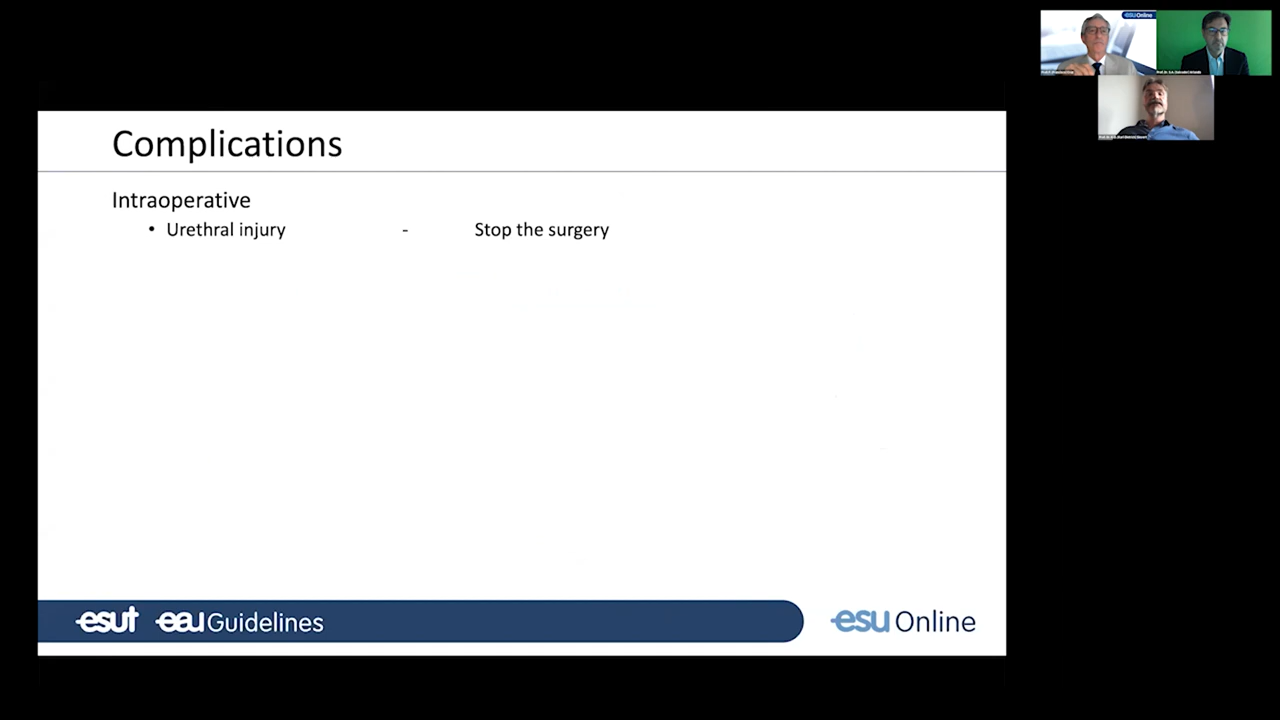 Complications
Intraoperative
• Urethral injury - Stop the surgery
esut eau Guidelines
esu Online
esu Online